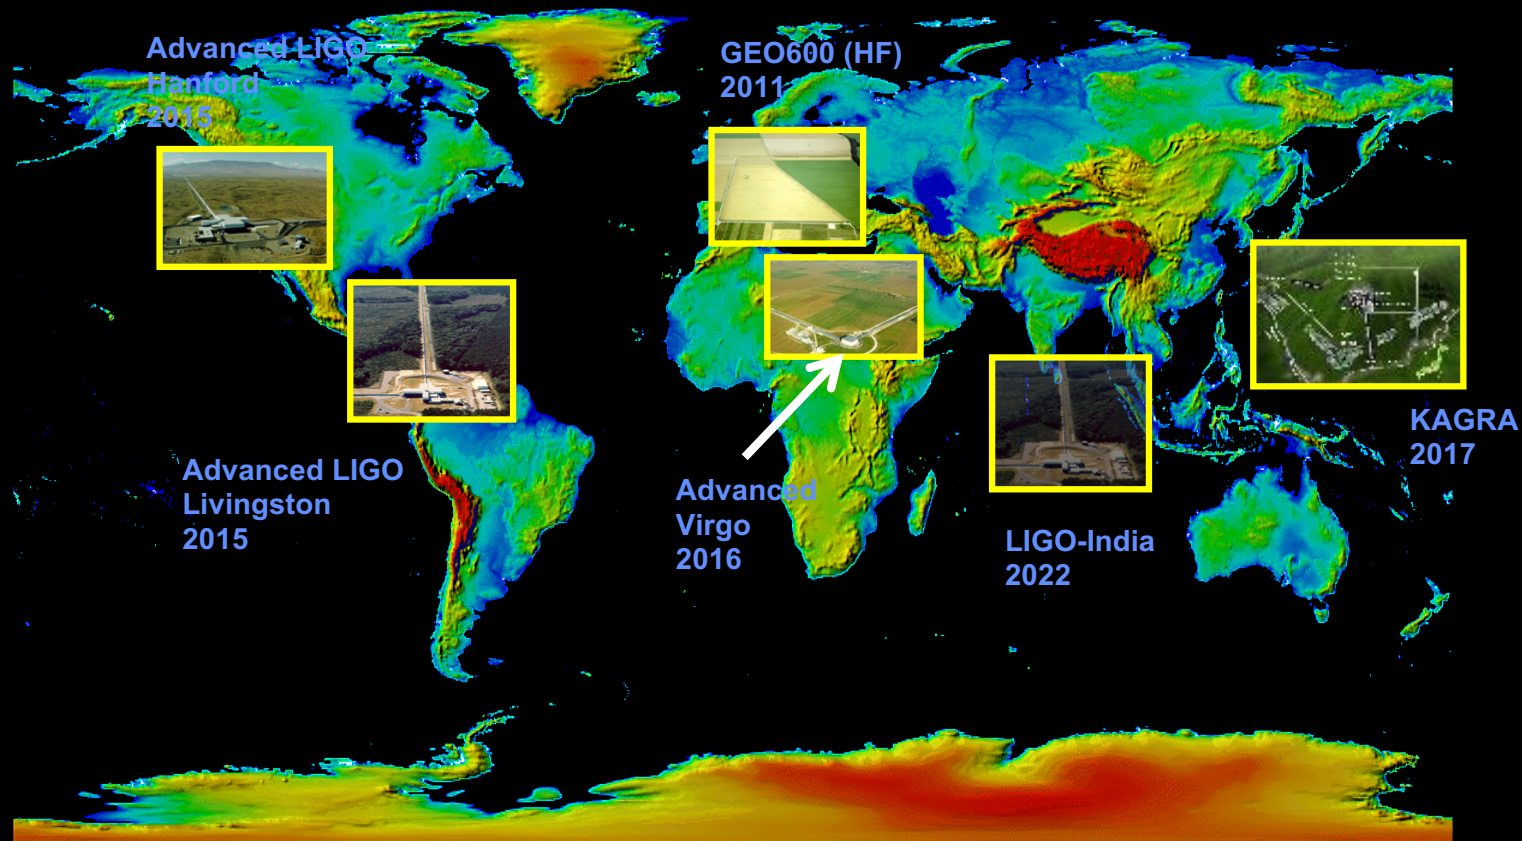 Advanced LIGO
Hanford
2015
GEO600 (HF)
2011
Advanced LIGO
Livingston
2015
Advanced
Virgo
2016
LIGO-India
2022
KAGRA
2017